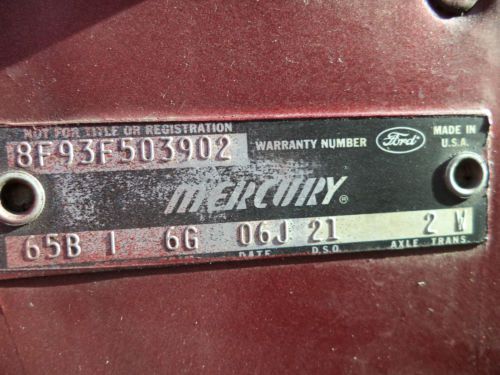 NOT FOR TITLE OR REGISTRATION
8F93F503902 WARRANTY NUMBER Ford MADE IN U.S.A.
MERCURY®
65B 1 6G 06J 21 2 W
DATE D.S.O. AXLE TRANS.